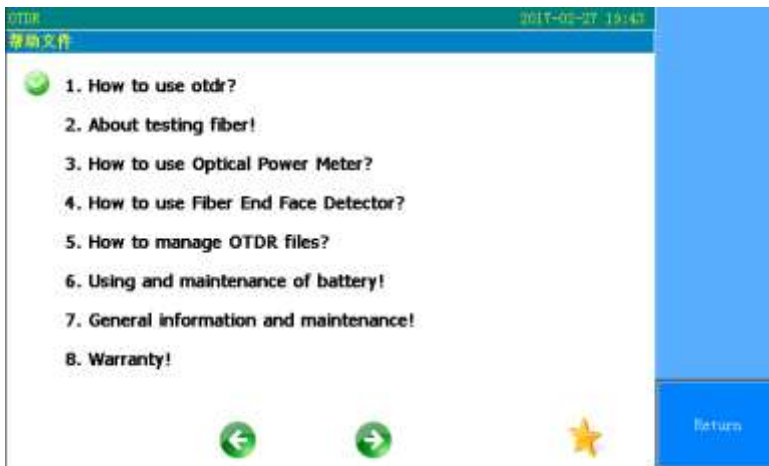 OTDR 2017-02-27 19:43
帮助文件
1. How to use otdr?
2. About testing fiber!
3. How to use Optical Power Meter?
4. How to use Fiber End Face Detector?
5. How to manage OTDR files?
6. Using and maintenance of battery!
7. General information and maintenance!
8. Warranty!
Return